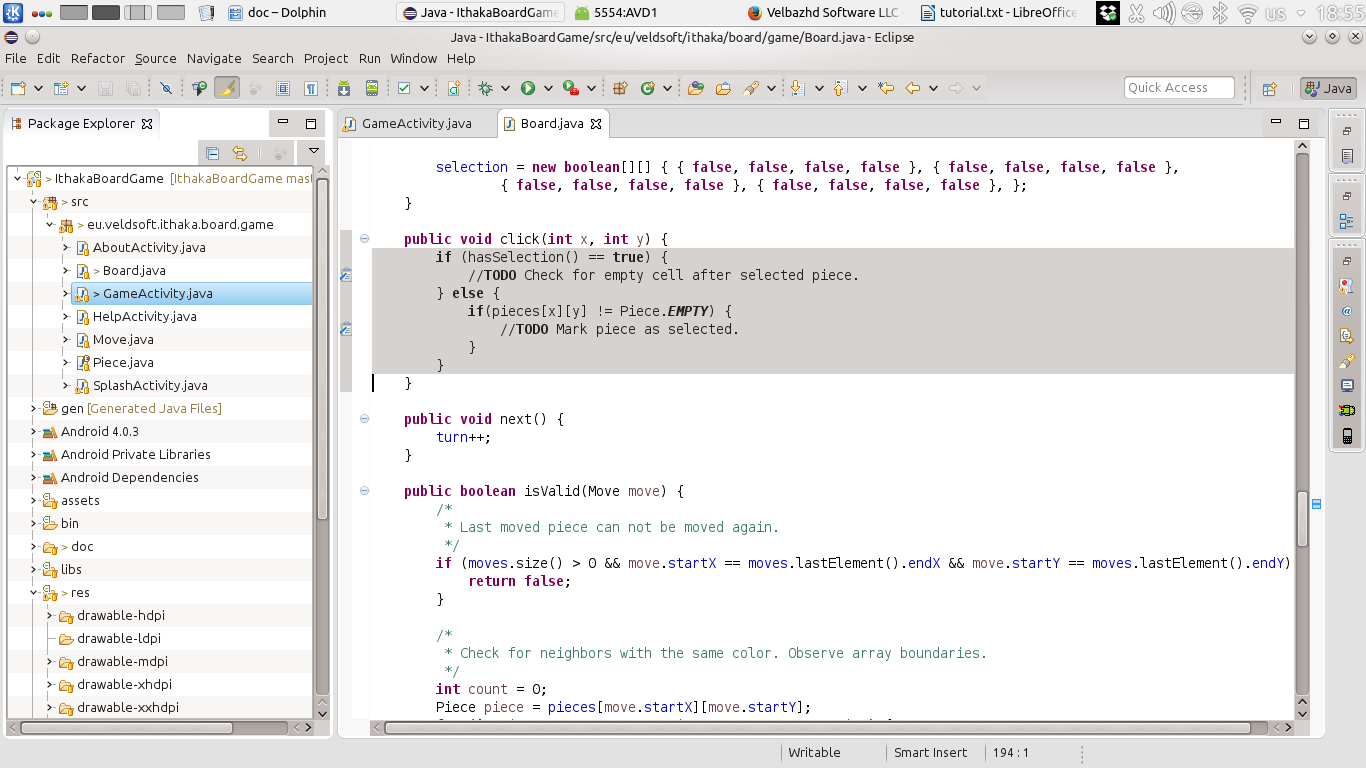 doc – Dolphin
Java - IthakaBoardGame
5554:AVD1
Velbazhd Software LLC
tutorial.txt - LibreOffice
us
18:55
Java - IthakaBoardGame/src/eu/veldsoft/ithaka/board/game/Board.java - Eclipse
File Edit Refactor Source Navigate Search Project Run Window Help
Quick Access
Java
Package Explorer
GameActivity.java
Board.java
> IthakaBoardGame [IthakaBoardGame mast
> src
> eu.veldsoft.ithaka.board.game
AboutActivity.java
> Board.java
> GameActivity.java
HelpActivity.java
Move.java
Piece.java
SplashActivity.java
gen [Generated Java Files]
Android 4.0.3
Android Private Libraries
Android Dependencies
assets
bin
> doc
libs
> res
drawable-hdpi
drawable-ldpi
drawable-mdpi
drawable-xhdpi
drawable-xxhdpi
selection = new boolean[][] { { false, false, false, false }, { false, false, false, false },
{ false, false, false, false }, { false, false, false, false }, };
}
public void click(int x, int y) {
if (hasSelection() == true) {
//TODO Check for empty cell after selected piece.
} else {
if(pieces[x][y] != Piece.EMPTY) {
//TODO Mark piece as selected.
}
}
}
public void next() {
turn++;
}
public boolean isValid(Move move) {
/*
* Last moved piece can not be moved again.
*/
if (moves.size() > 0 && move.startX == moves.lastElement().endX && move.startY == moves.lastElement().endY)
return false;
}
/*
* Check for neighbors with the same color. Observe array boundaries.
*/
int count = 0;
Piece piece = pieces[move.startX][move.startY];
Writable
Smart Insert
194 : 1